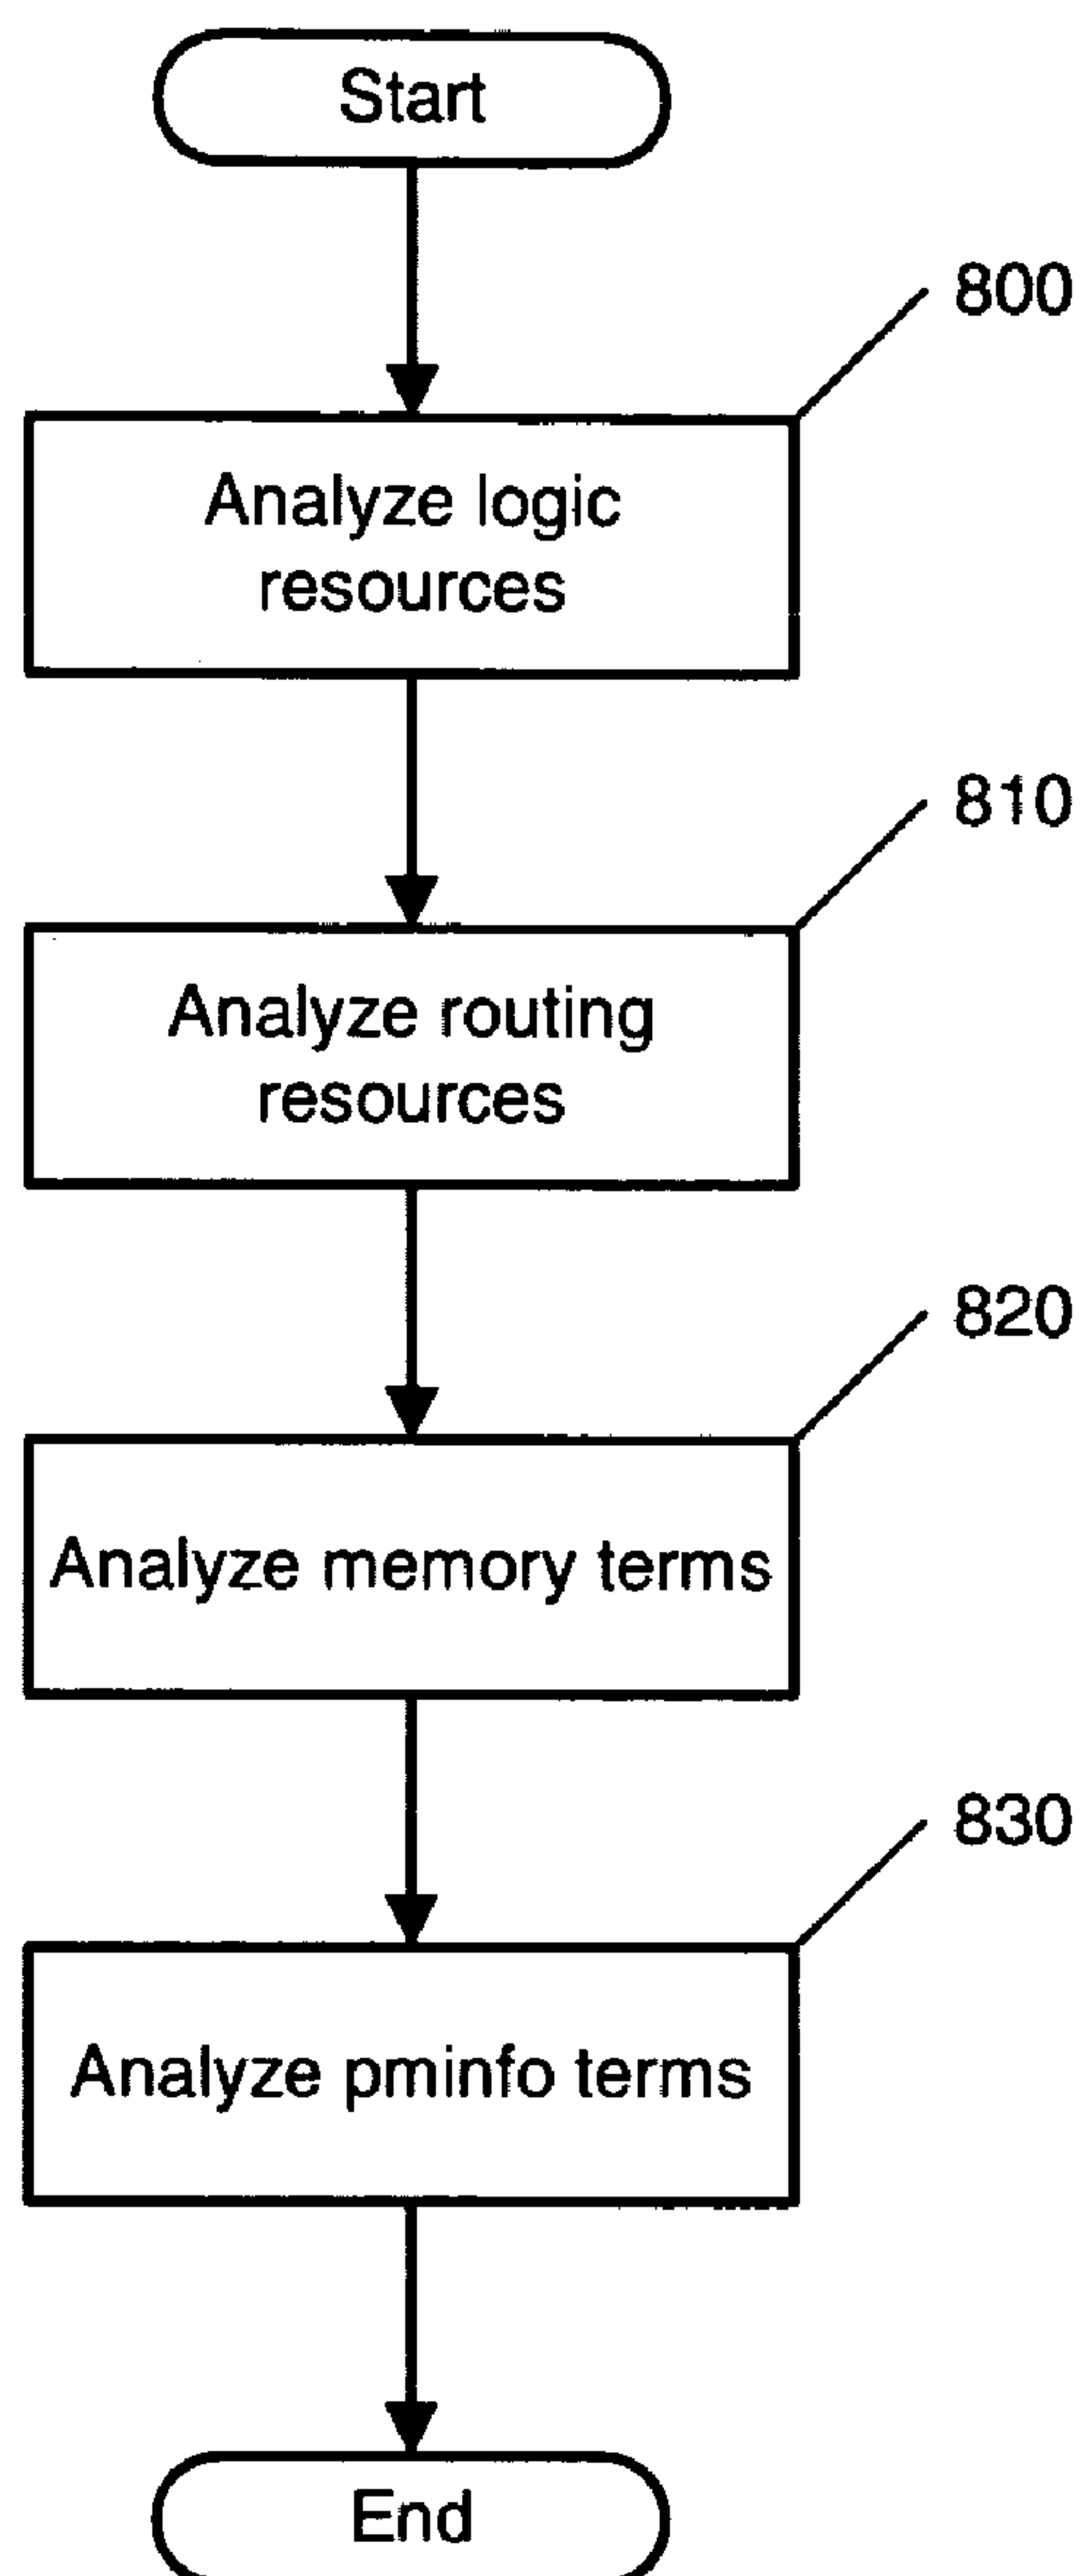 Start
800
Analyze logic
resources
810
Analyze routing
resources
820
Analyze memory terms
830
Analyze pminfo terms
End